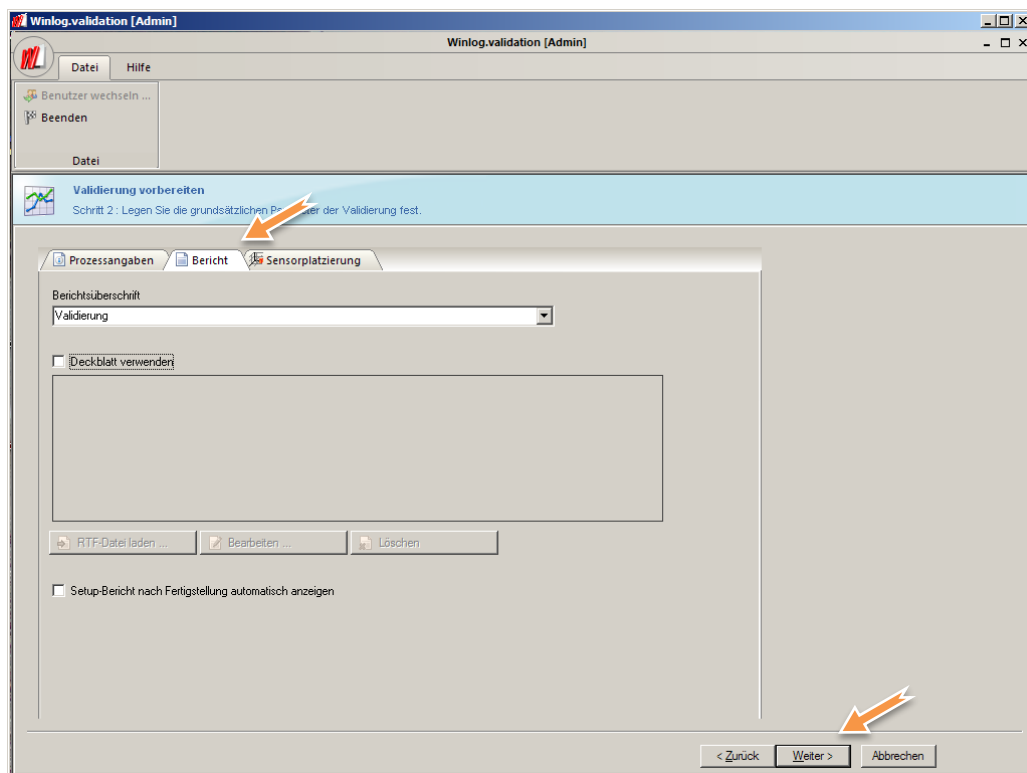 Winlog.validation [Admin]
Winlog.validation [Admin]
WL
Datei Hilfe
Benutzer wechseln ...
Beenden
Datei
Validierung vorbereiten
Schritt 2 : Legen Sie die grundsätzlichen der Validierung fest.
Prozessangaben Bericht Sensorplatzierung
Berichtsüberschrift
Validierung
Deckblatt verwenden
RTF-Datei laden ... Bearbeiten ... Löschen
Setup-Bericht nach Fertigstellung automatisch anzeigen
< Zurück Weiter > Abbrechen